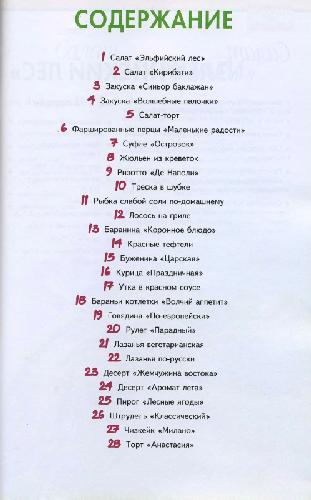 СОДЕРЖАНИЕ
1 Салат «Эльфийский лес»
2 Салат «Кирибати»
3 Закуска «Синьор баклажан»
4 Закуска «Волшебные палочки»
5 Салат-торт
6 Фаршированные перцы «Маленькие радости»
7 Суфле «Островок»
8 Жюльен из креветок
9 Ризотто «Де Наполи»
10 Треска в шубке
11 Рыбка слабой соли по-домашнему
12 Лосось на гриле
13 Баранина «Коронное блюдо»
14 Красные тефтели
15 Буженина «Царская»
16 Курица «Праздничная»
17 Утка в красном соусе
18 Бараньи котлетки «Волчий аппетит»
19 Говядина «По-европейски»
20 Рулет «Парадный»
21 Лазанья вегетарианская
22 Лазанья по-русски
23 Десерт «Жемчужина востока»
24 Десерт «Аромат лета»
25 Пирог «Лесные ягоды»
26 Штрудель «Классический»
27 Чизкейк «Милано»
28 Торт «Анастасия»